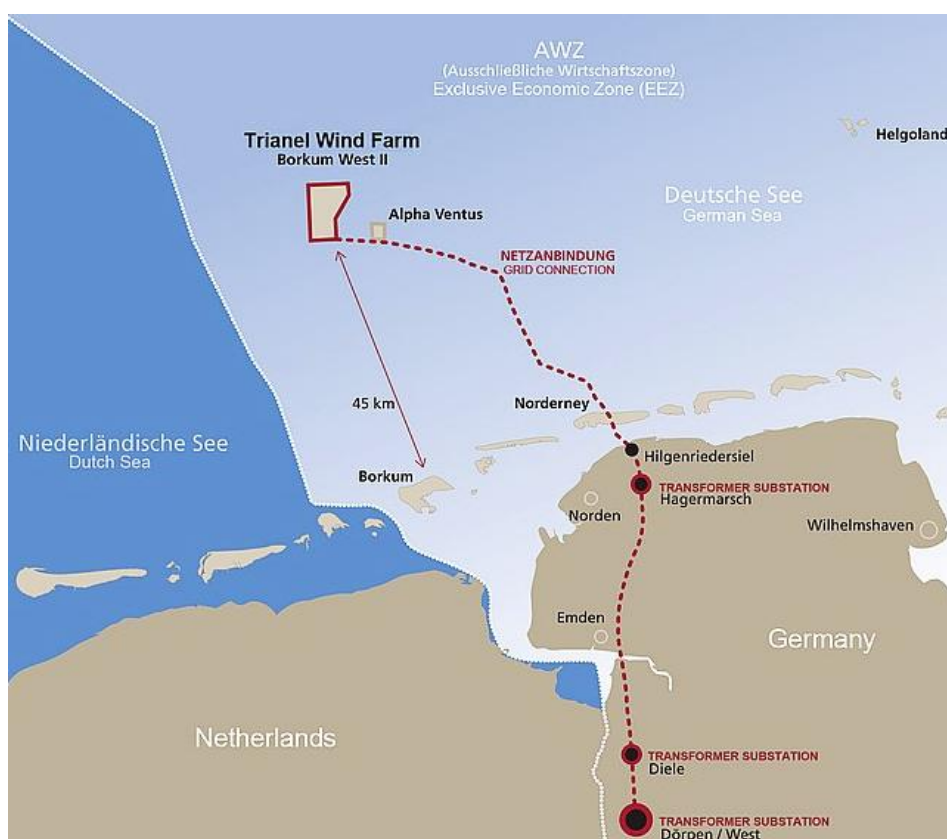 AWZ
(Ausschließliche Wirtschaftszone)
Exclusive Economic Zone (EEZ)
Helgoland
Trianel Wind Farm
Borkum West II
Deutsche See
German Sea
Alpha Ventus
NETZANBINDUNG
GRID CONNECTION
45 km
Norderney
Niederländische See
Dutch Sea
Borkum
Hilgenriedersiel
TRANSFORMER SUBSTATION
Hagermarsch
Norden
Wilhelmshaven
Emden
Germany
Netherlands
TRANSFORMER SUBSTATION
Diele
TRANSFORMER SUBSTATION
Dörpen / West